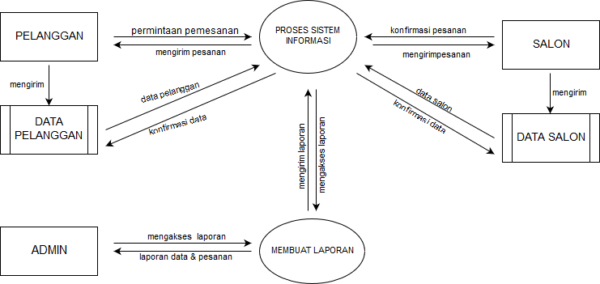 PELANGGAN
permintaan pemesanan
mengirim pesanan
PROSES SISTEM
INFORMASI
konfirmasi pesanan
mengirimpesanan
SALON
mengirim
data pelanggan
konfirmasi data
data salon
konfirmasi data
mengirim
DATA
PELANGGAN
mengirim laporan
mengakses laporan
DATA SALON
ADMIN
mengakses laporan
laporan data & pesanan
MEMBUAT LAPORAN